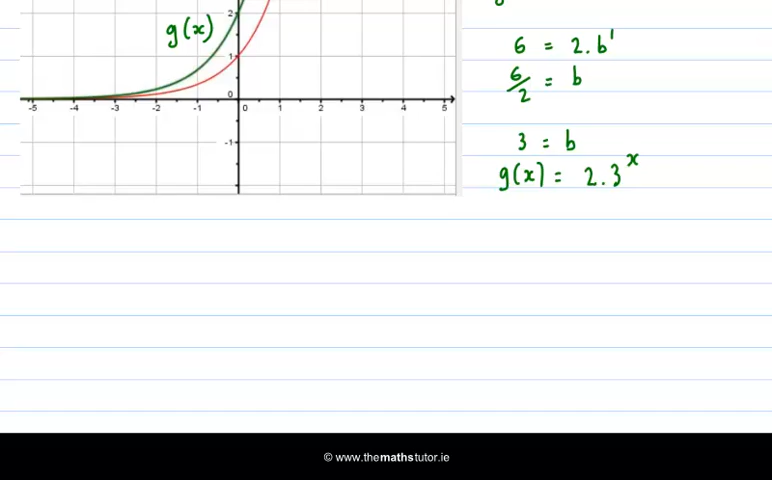 2
g(x)
1
0
-5 -4 -3 -2 -1 0 1 2 3 4 5
-1
6 = 2.b¹
6/2 = b
3 = b
g(x) = 2.3ˣ
© www.themathstutor.ie